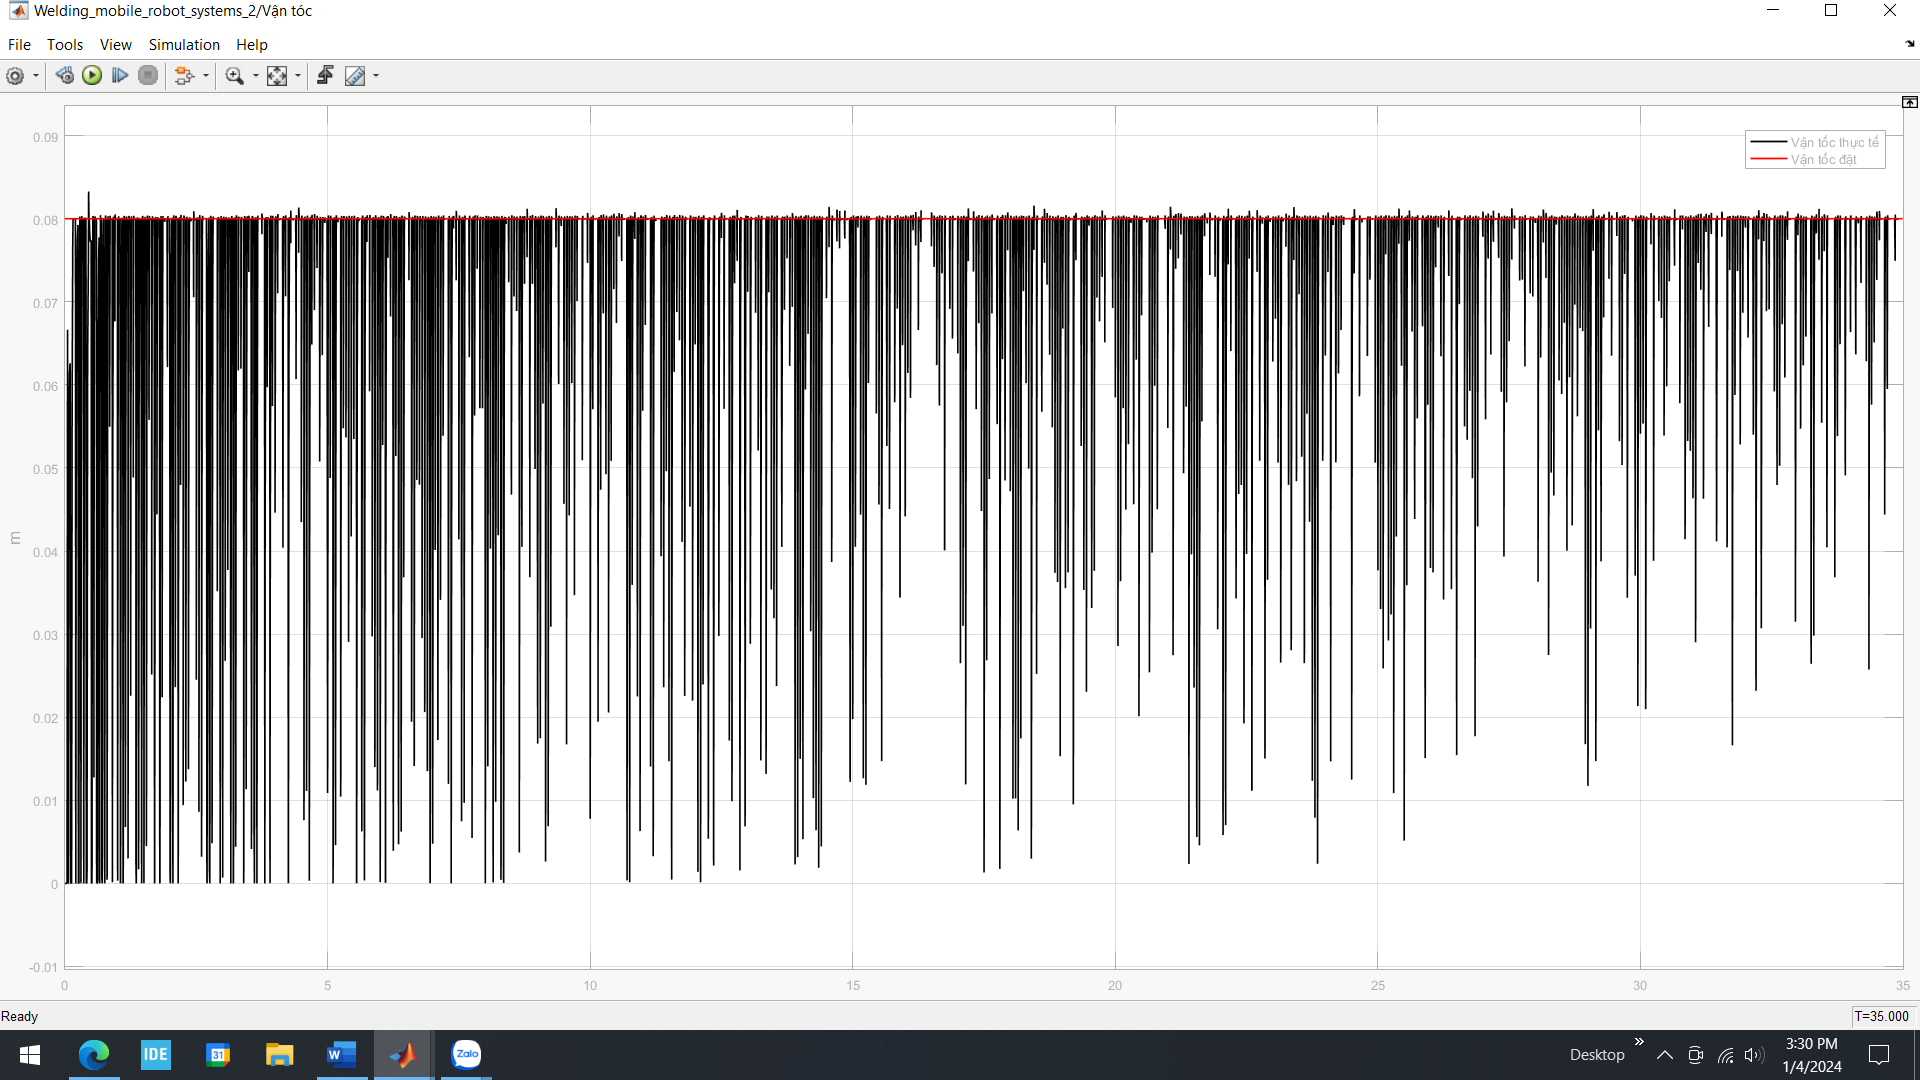 Welding_mobile_robot_systems_2/Vận tốc
File Tools View Simulation Help
Vận tốc thực tế
Vận tốc đặt
0.09
0.08
0.07
0.06
0.05
0.04
0.03
0.02
0.01
0
-0.01
m
0 5 10 15 20 25 30 35
Ready
T=35.000
IDE
31
W
Zalo
Desktop
3:30 PM
1/4/2024